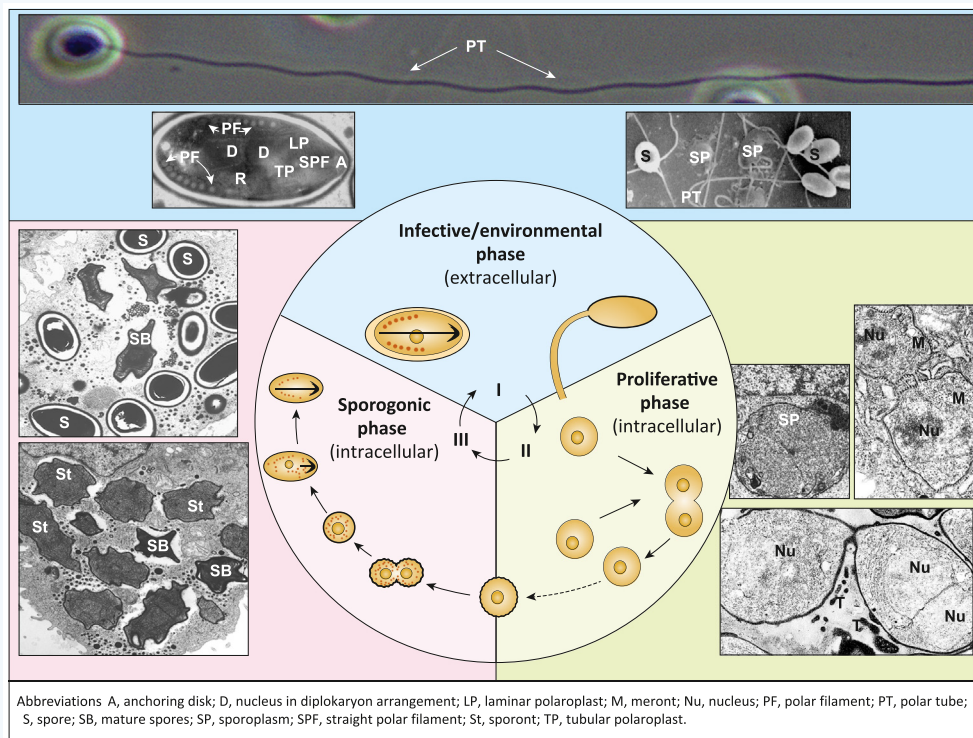 PT
PF
PF
D
D
LP
SPF
A
TP
R
S
SP
SP
S
PT
Infective/environmental
phase
(extracellular)
S
S
SB
S
Nu
M
M
Nu
SP
I
Proliferative
phase
(intracellular)
Sporogonic
phase
(intracellular)
III
II
St
St
St
SB
SB
Nu
Nu
Nu
T
T
Abbreviations A, anchoring disk; D, nucleus in diplokaryon arrangement; LP, laminar polaroplast; M, meront; Nu, nucleus; PF, polar filament; PT, polar tube;
S, spore; SB, mature spores; SP, sporoplasm; SPF, straight polar filament; St, sporont; TP, tubular polaroplast.